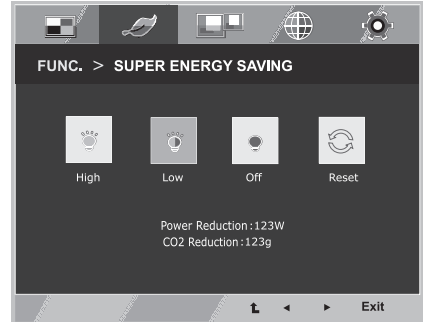 FUNC. > SUPER ENERGY SAVING
High Low Off Reset
Power Reduction :123W
CO2 Reduction :123g
Exit